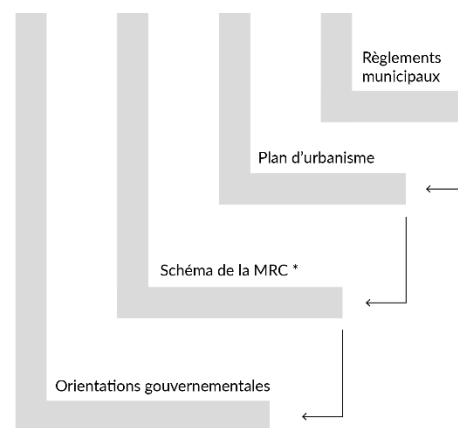 Règlements
municipaux
Plan d'urbanisme
Schéma de la MRC *
Orientations gouvernementales